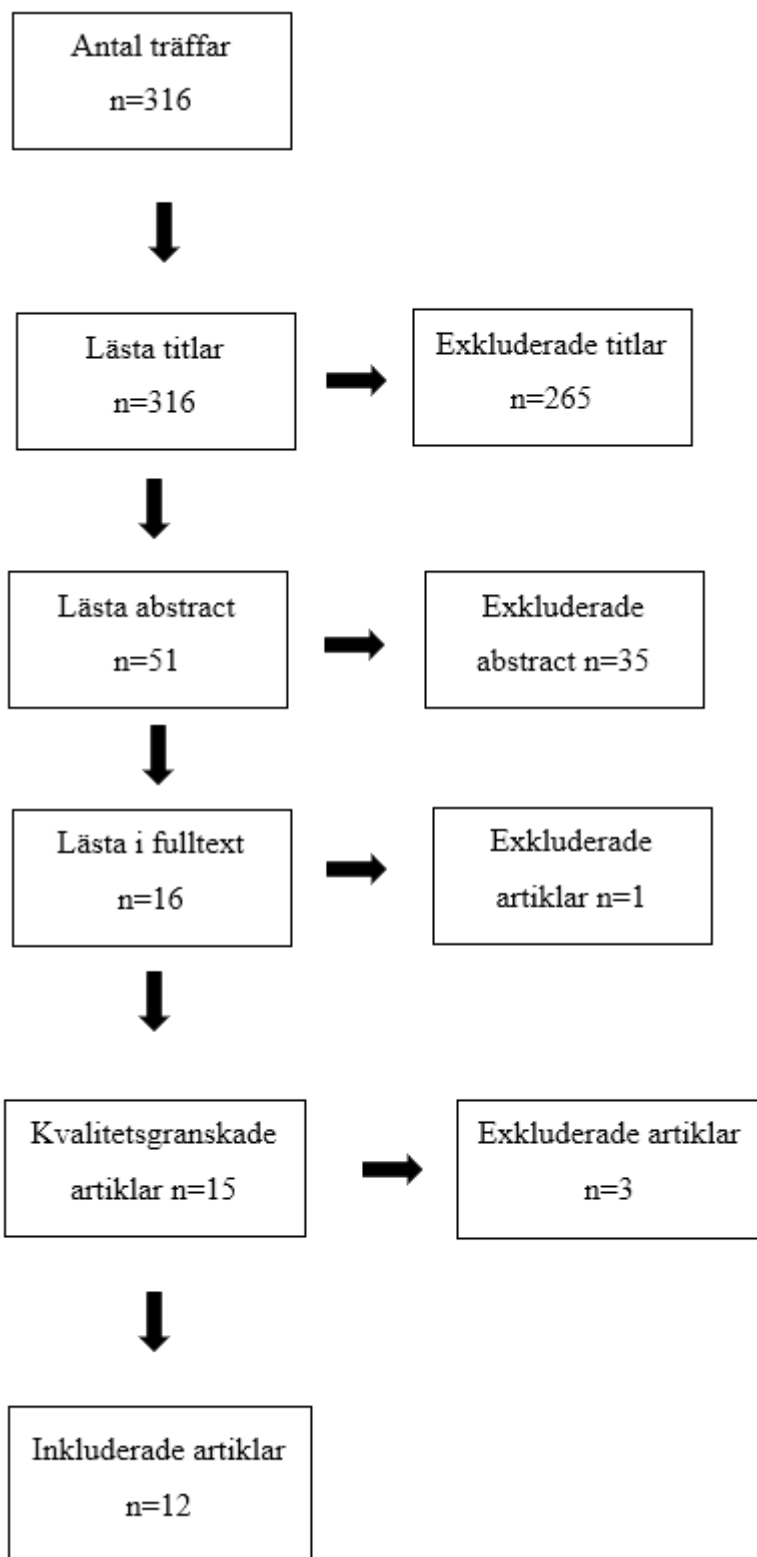 Antal träffar
n=316
Lästa titlar
n=316
Exkluderade titlar
n=265
Lästa abstract
n=51
Exkluderade
abstract n=35
Lästa i fulltext
n=16
Exkluderade
artiklar n=1
Kvalitetsgranskade
artiklar n=15
Exkluderade artiklar
n=3
Inkluderade artiklar
n=12